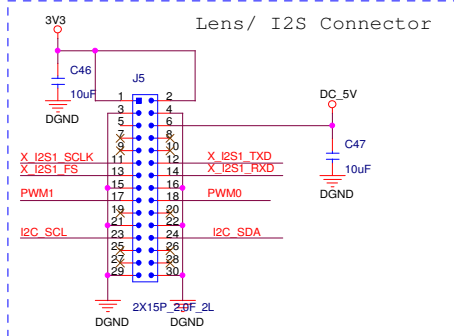 Lens/ I2S Connector
3V3
C46
10uF
DGND
J5
DC_5V
C47
10uF
DGND
1 2
3 4
5 6
7 8
9 10
X_I2S1_SCLK 11 12 X_I2S1_TXD
X_I2S1_FS 13 14 X_I2S1_RXD
15 16
PWM1 17 18 PWM0
19 20
21 22
I2C_SCL 23 24 I2C_SDA
25 26
27 28
29 30
2X15P_2.0F_2L
DGND DGND